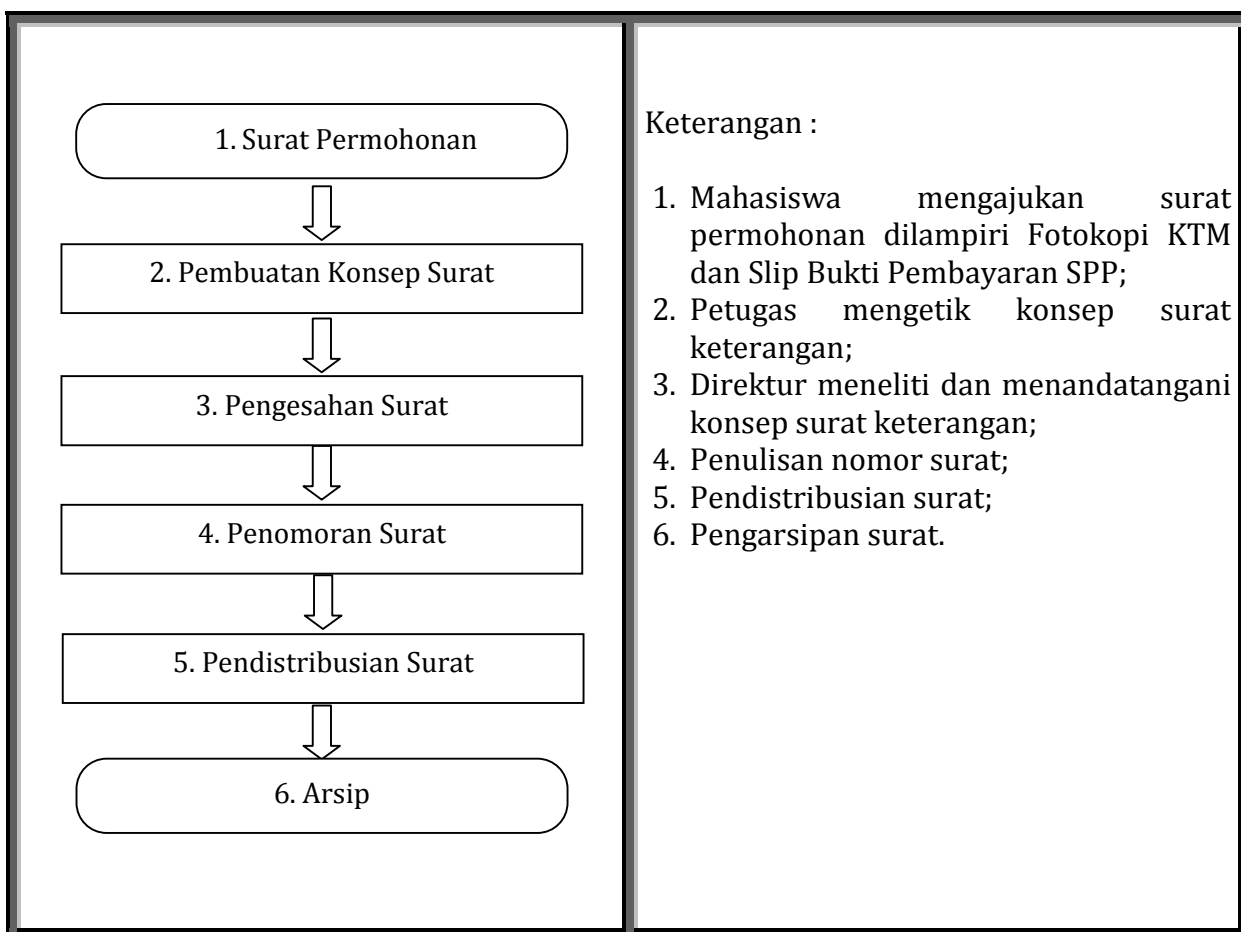 1. Surat Permohonan
2. Pembuatan Konsep Surat
3. Pengesahan Surat
4. Penomoran Surat
5. Pendistribusian Surat
6. Arsip
Keterangan :
1. Mahasiswa mengajukan surat
permohonan dilampiri Fotokopi KTM
dan Slip Bukti Pembayaran SPP;
2. Petugas mengetik konsep surat
keterangan;
3. Direktur meneliti dan menandatangani
konsep surat keterangan;
4. Penulisan nomor surat;
5. Pendistribusian surat;
6. Pengarsipan surat.